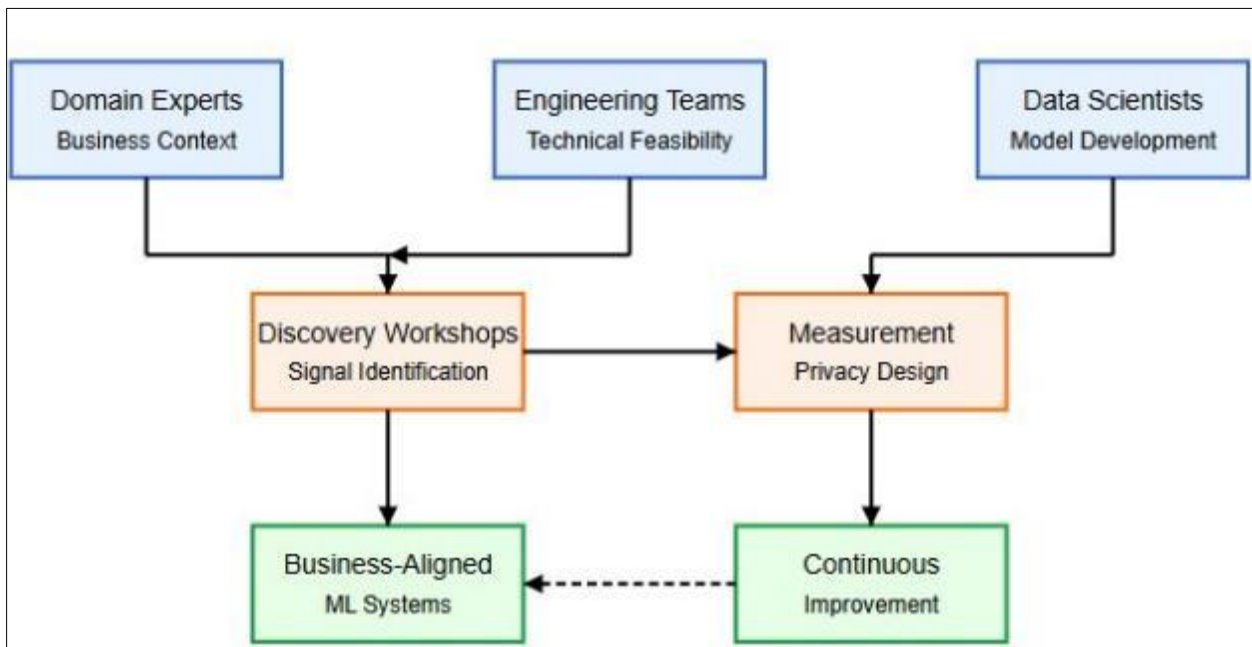 Domain Experts
Business Context
Engineering Teams
Technical Feasibility
Data Scientists
Model Development
Discovery Workshops
Signal Identification
Measurement
Privacy Design
Business-Aligned
ML Systems
Continuous
Improvement